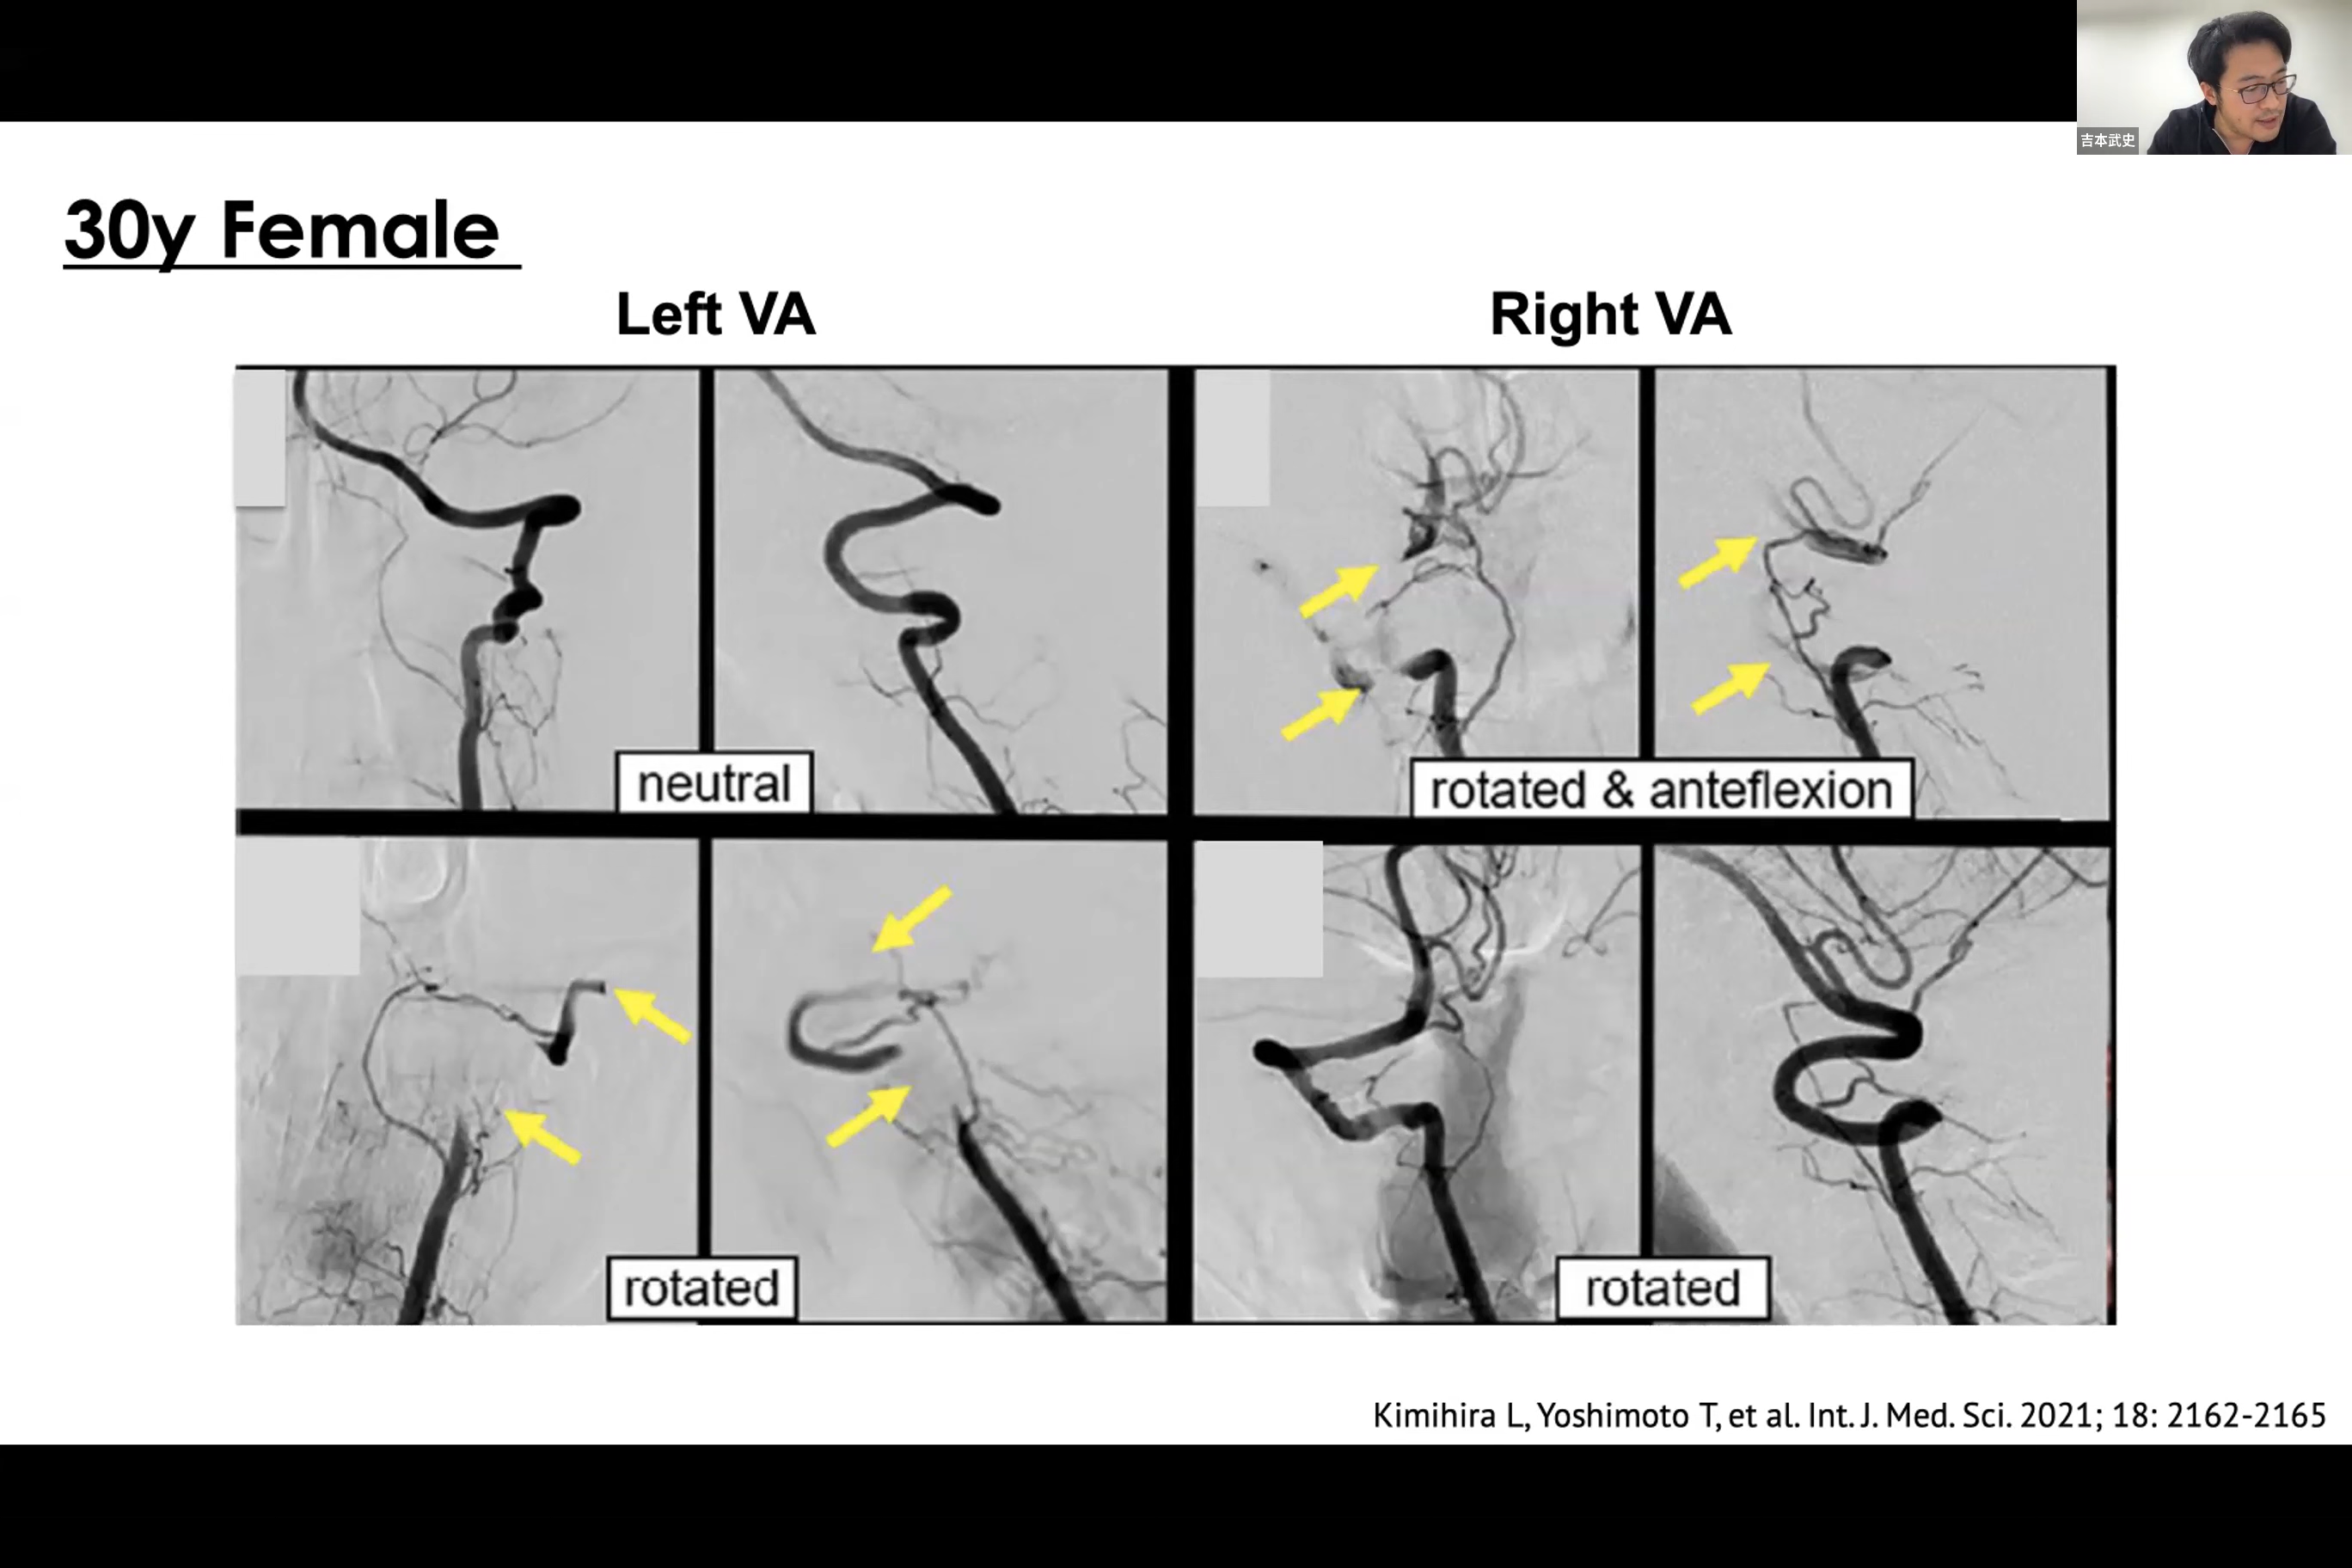 吉本武史
30y Female
Left VA
Right VA
neutral
rotated & anteflexion
rotated
rotated
Kimihira L, Yoshimoto T, et al. Int. J. Med. Sci. 2021; 18: 2162-2165